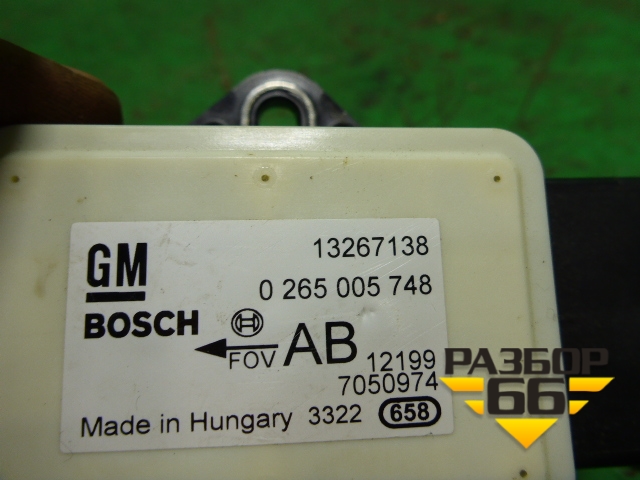 GM 13267138
0 265 005 748
BOSCH
FOV AB 12199
7050974
Made in Hungary 3322 658
РАЗБОР
66